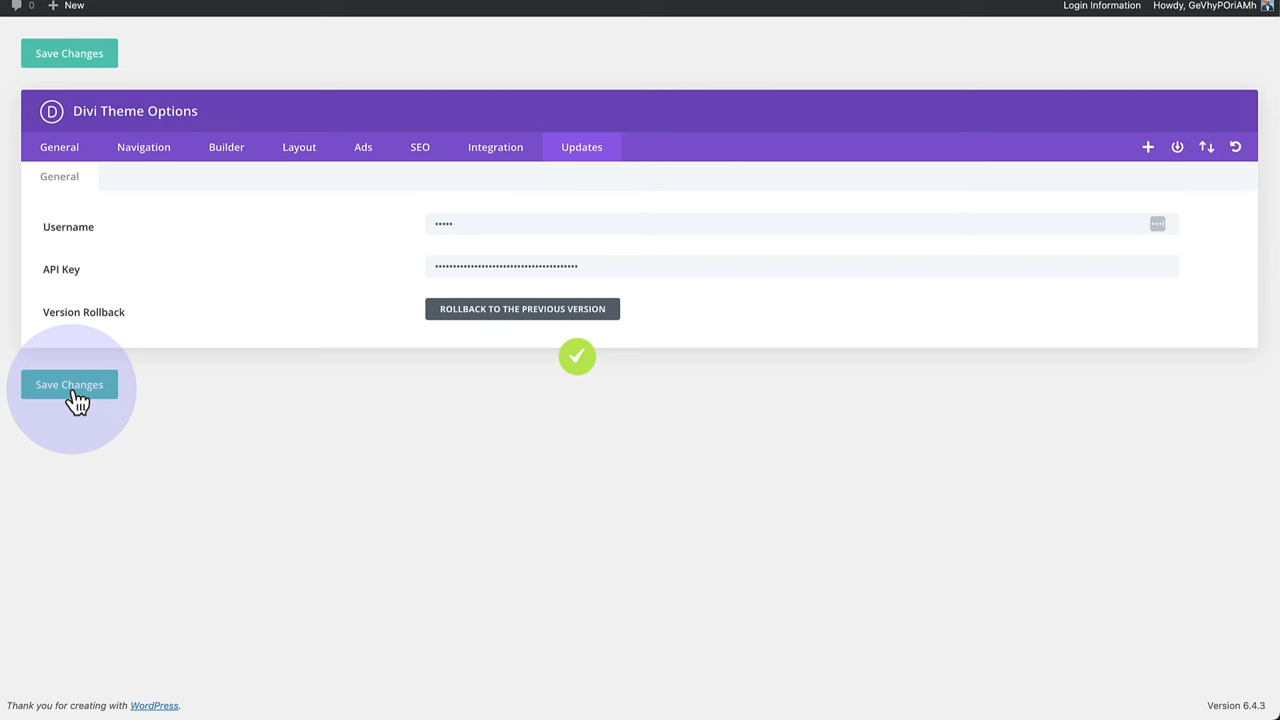 0 New Login Information Howdy, GeVhyPOriAMh
Save Changes
D Divi Theme Options
General Navigation Builder Layout Ads SEO Integration Updates
General
Username •••••
API Key ••••••••••••••••••••••••••••••••••••••••
Version Rollback ROLLBACK TO THE PREVIOUS VERSION
Save Changes
Thank you for creating with WordPress. Version 6.4.3